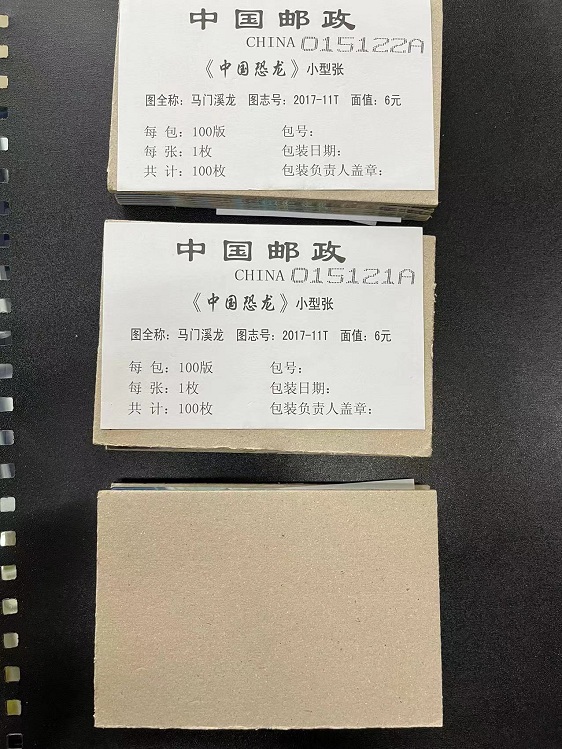 中国邮政
CHINA 015122A
《中国恐龙》小型张
图全称：马门溪龙 图志号：2017-11T 面值：6元
每 包：100版 包号：
每 张：1枚 包装日期：
共 计：100枚 包装负责人盖章：
中国邮政
CHINA 015121A
《中国恐龙》小型张
图全称：马门溪龙 图志号：2017-11T 面值：6元
每 包：100版 包号：
每 张：1枚 包装日期：
共 计：100枚 包装负责人盖章：